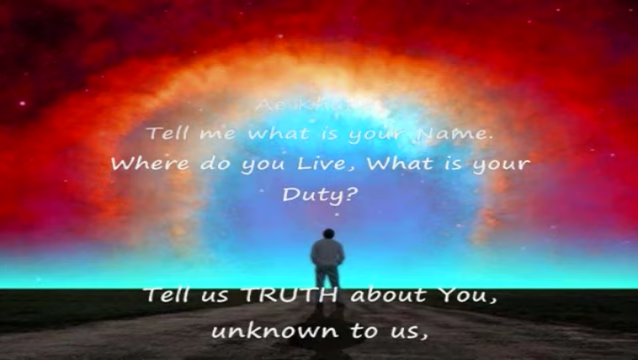 Tell me what is your Name.
Where do you Live, What is your
Duty?
Tell us TRUTH about You,
unknown to us,